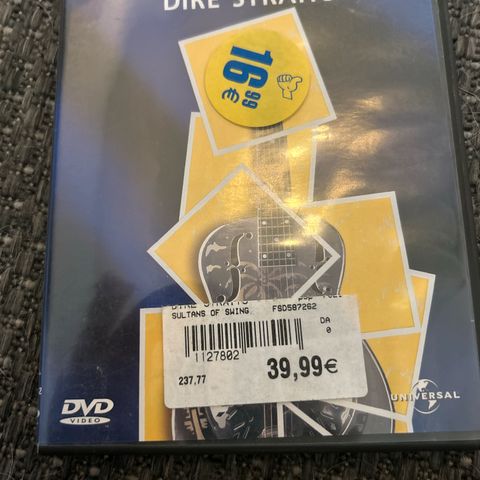 DIRE STRAITS
16 99
€
DIRE STRAITS
SULTANS OF SWING FSD587262
DA
0
1127802
237,77
39,99€
DVD
VIDEO
UNIVERSAL